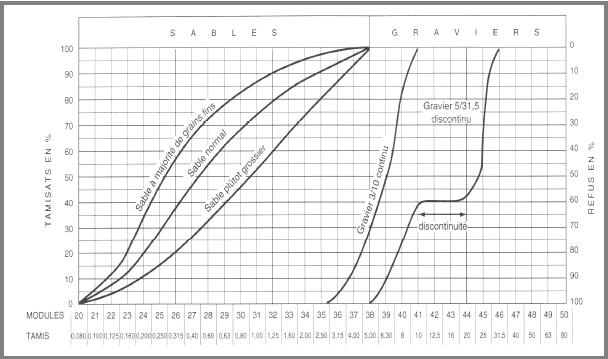 S A B L E S
G R A V I E R S
100
90
80
70
60
50
40
30
20
10
0
TAMISATS EN %
Sable à majorité de grains fins
Sable normal
Sable plûtot grossier
Gravier 3/10 continu
Gravier 5/31,5
discontinu
discontinuité
0
10
20
30
40
50
60
70
80
90
100
REFUS EN %
MODULES 20 21 22 23 24 25 26 27 28 29 30 31 32 33 34 35 36 37 38 39 40 41 42 43 44 45 46 47 48 49 50
TAMIS 0,080 0,100 0,125 0,160 0,200 0,250 0,315 0,40 0,60 0,63 0,80 1,00 1,25 1,60 2,00 2,50 3,15 4,00 5,00 6,30 8 10 12,5 16 20 25 31,5 40 50 63 80